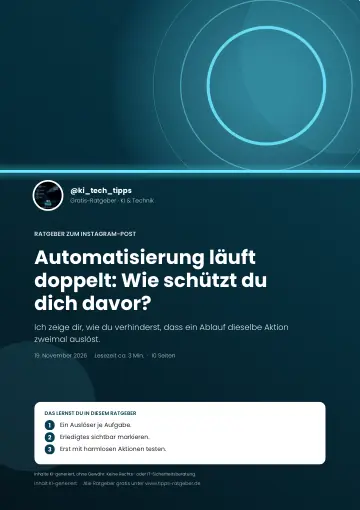 @ki_tech_tipps
Gratis-Ratgeber · KI & Technik
RATGEBER ZUM INSTAGRAM-POST
Automatisierung läuft
doppelt: Wie schützt du
dich davor?
Ich zeige dir, wie du verhinderst, dass ein Ablauf dieselbe Aktion
zweimal auslöst.
19. November 2026 Lesezeit ca. 3 Min. · 10 Seiten
DAS LERNST DU IN DIESEM RATGEBER
1 Ein Auslöser je Aufgabe.
2 Erledigtes sichtbar markieren.
3 Erst mit harmlosen Aktionen testen.
Inhalte KI-generiert, ohne Gewähr. Keine Rechts- oder IT-Sicherheitsberatung.
Inhalt KI-generiert · Alle Ratgeber gratis unter www.tipps-ratgeber.de